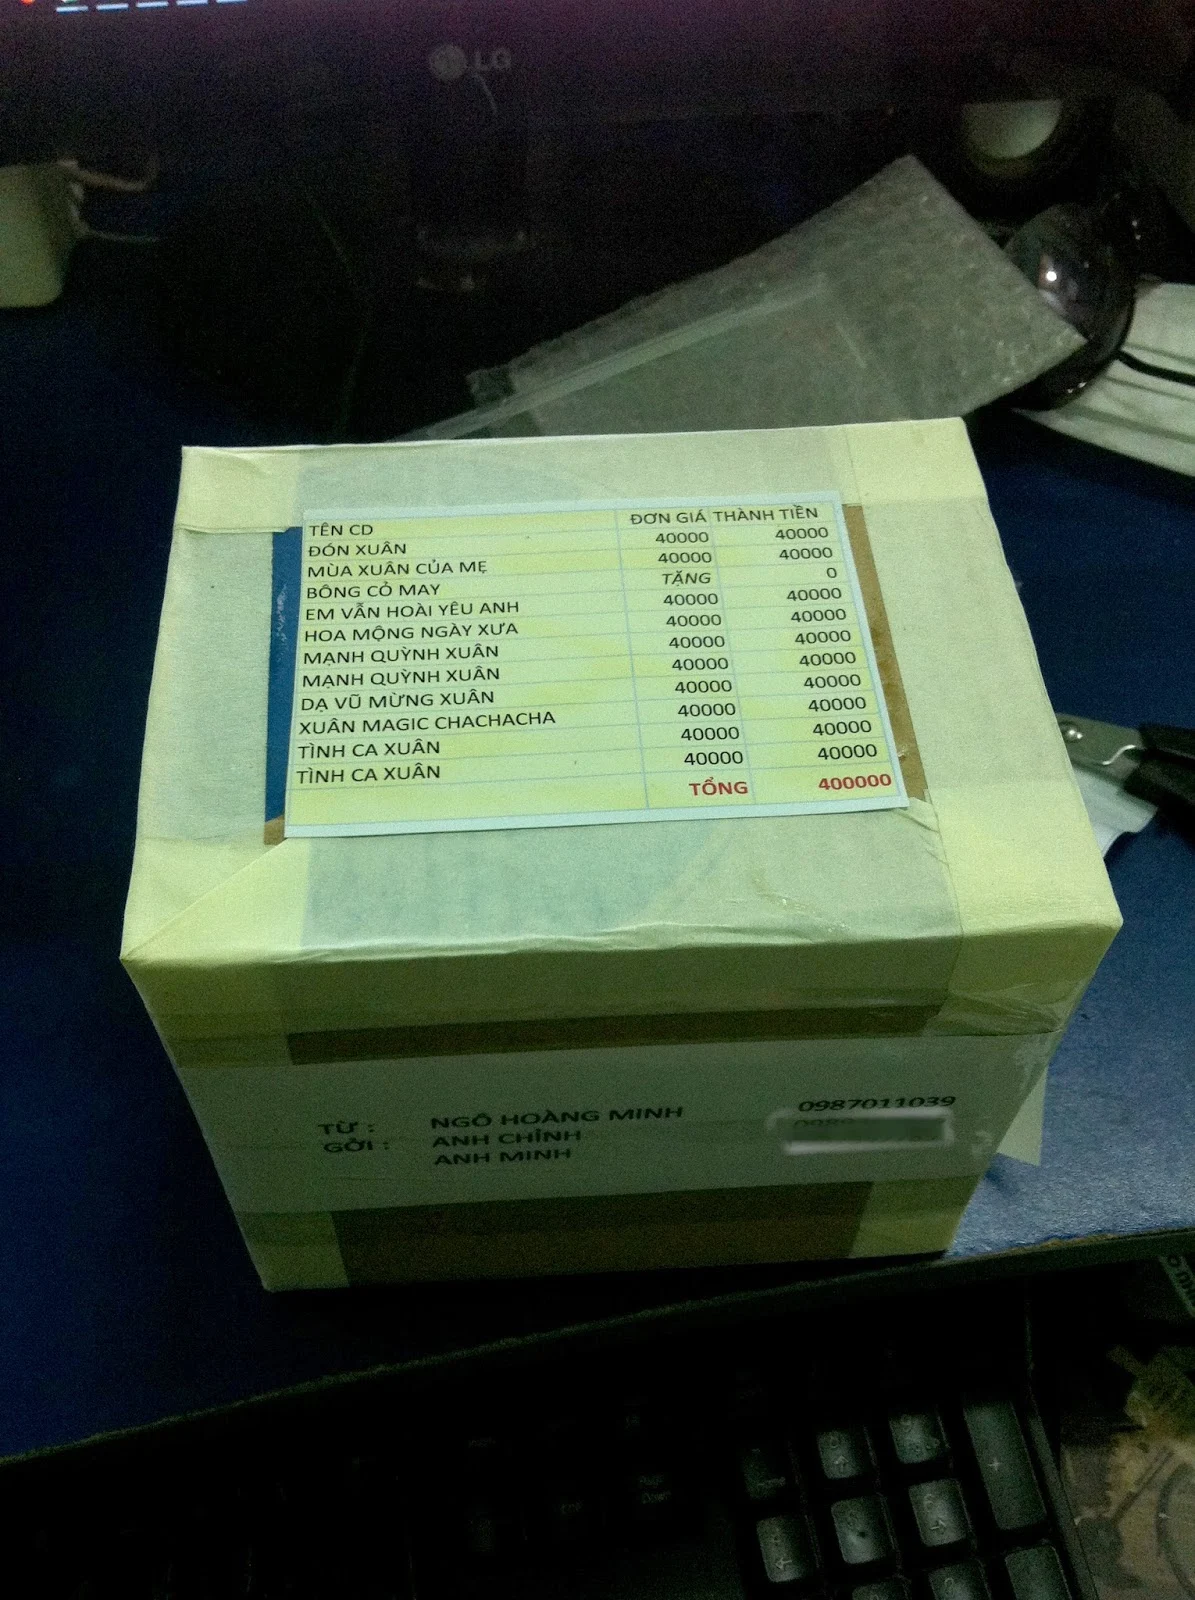 LG
TÊN CD ĐƠN GIÁ THÀNH TIỀN
ĐÓN XUÂN 40000 40000
MÙA XUÂN CỦA MẸ 40000 40000
BÔNG CỎ MAY TẶNG 0
EM VẪN HOÀI YÊU ANH 40000 40000
HOA MỘNG NGÀY XƯA 40000 40000
MẠNH QUỲNH XUÂN 40000 40000
MẠNH QUỲNH XUÂN 40000 40000
DẠ VŨ MỪNG XUÂN 40000 40000
XUÂN MAGIC CHACHACHA 40000 40000
TÌNH CA XUÂN 40000 40000
TÌNH CA XUÂN 40000 40000
TỔNG 400000
TỪ : NGÔ HOÀNG MINH 0987011039
GỞI : ANH CHỈNH
ANH MINH